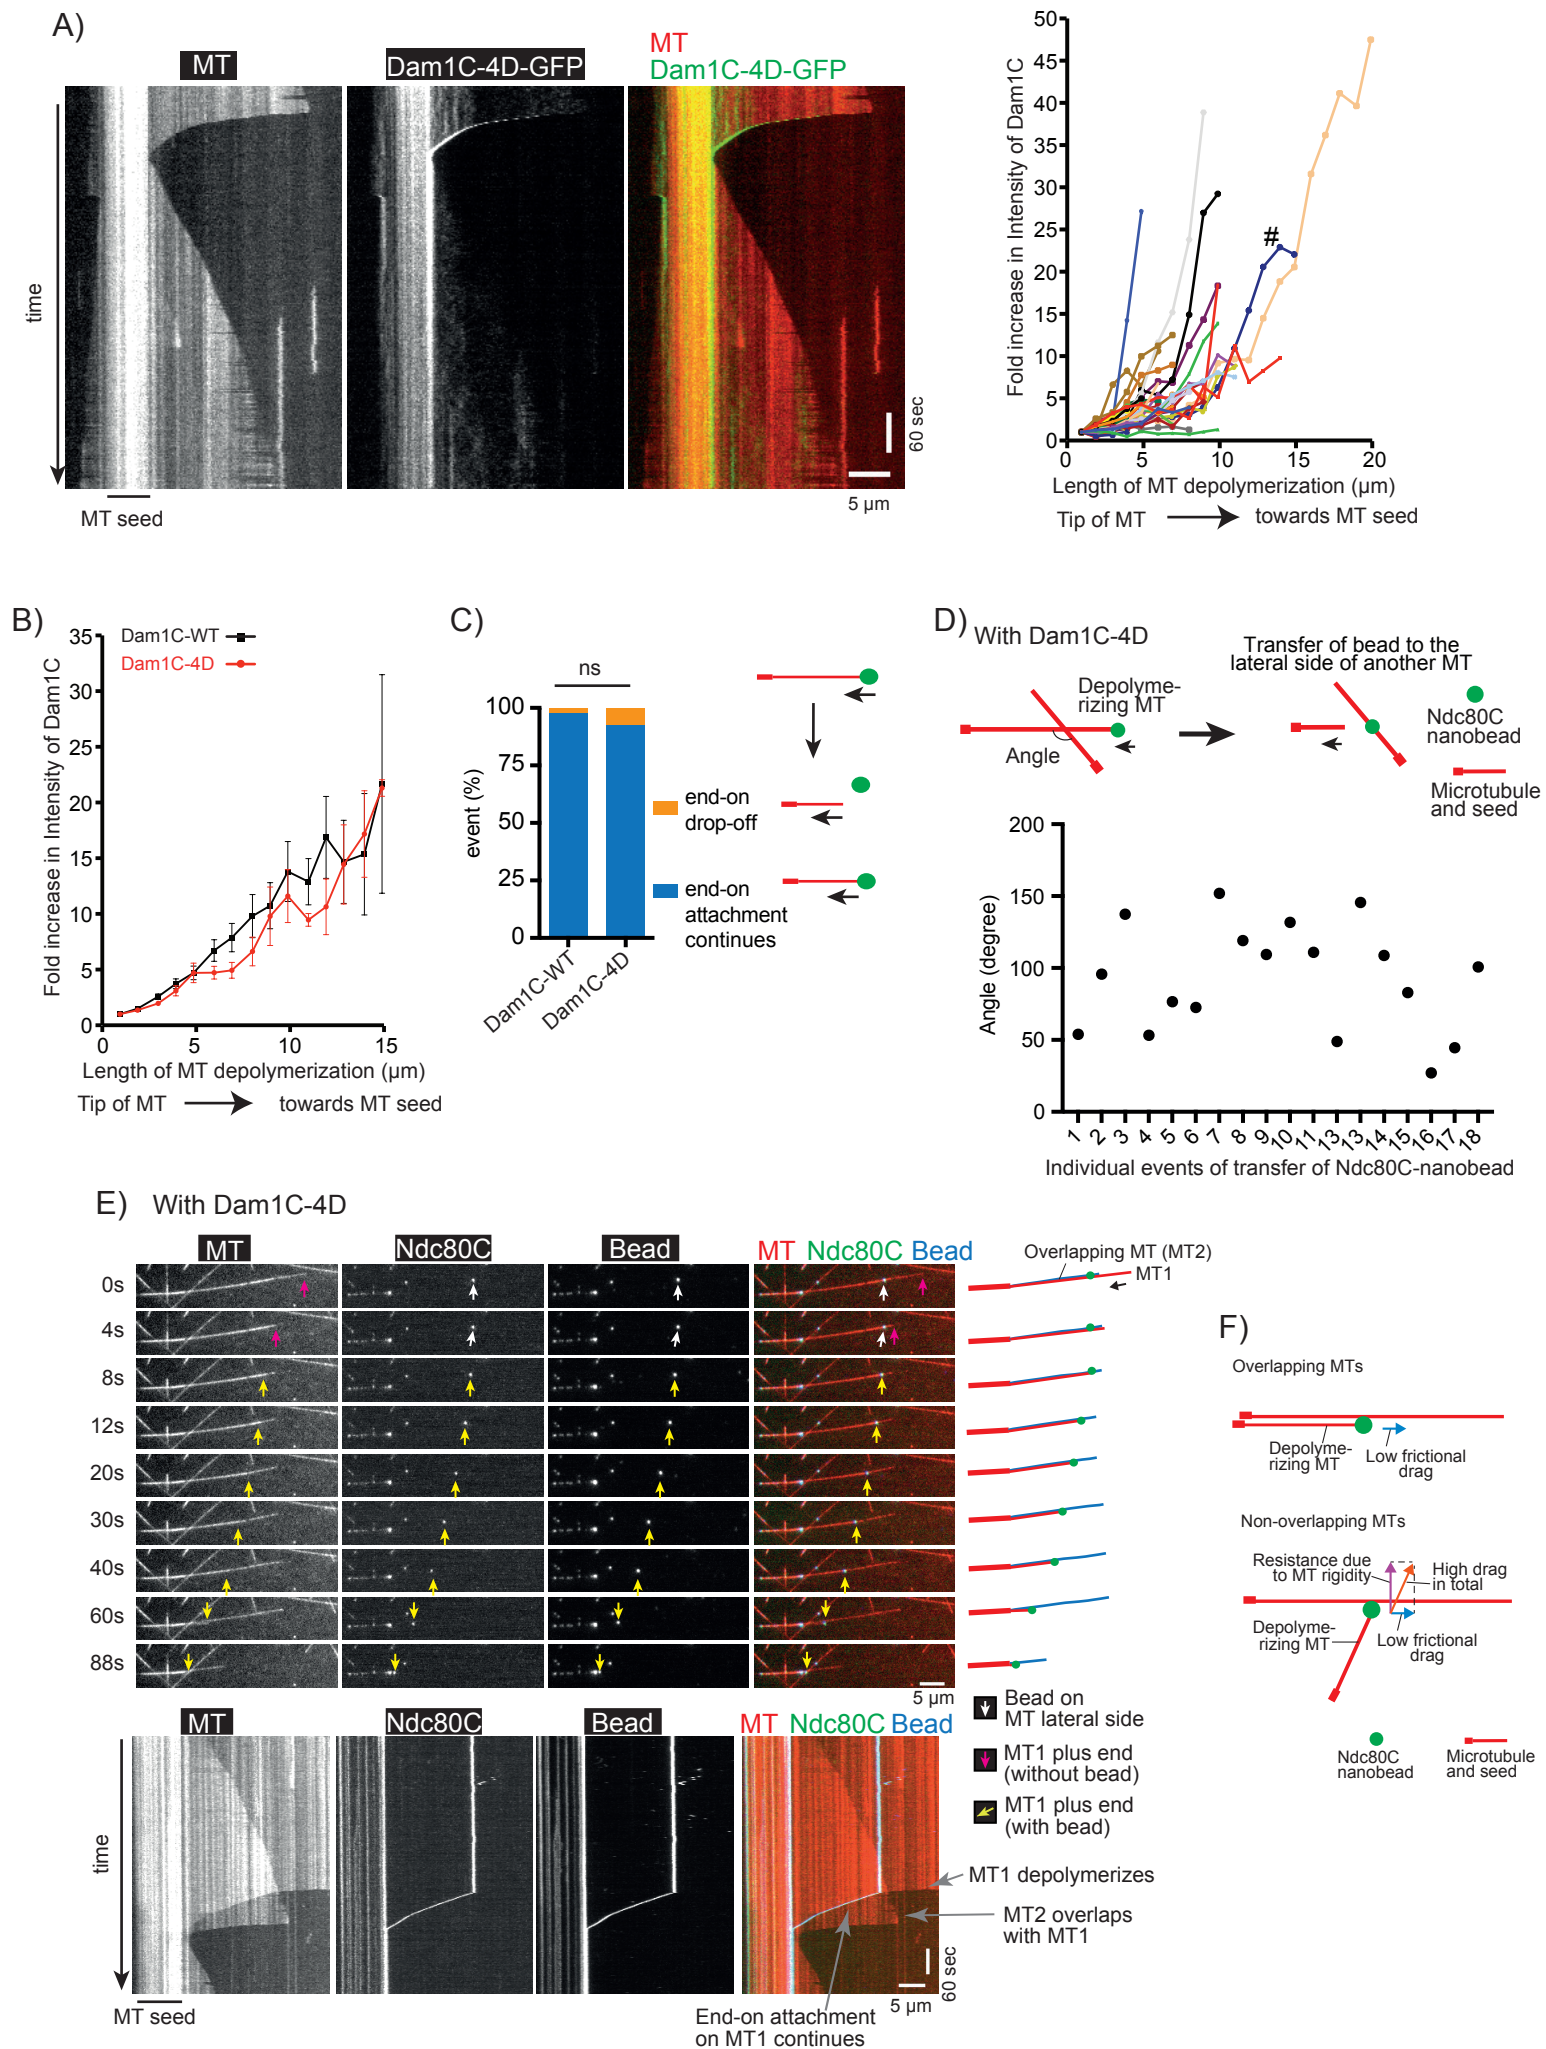 A)
MT
Dam1C-4D-GFP
MT
Dam1C-4D-GFP
time
MT seed
60 sec
5 µm
Fold increase in Intensity of Dam1C
50
45
40
35
30
25
20
15
10
5
0
#
0 5 10 15 20
Length of MT depolymerization (µm)
Tip of MT towards MT seed
B)
Dam1C-WT
Dam1C-4D
Fold increase in Intensity of Dam1C
35
30
25
20
15
10
5
0
0 5 10 15
Length of MT depolymerization (µm)
Tip of MT towards MT seed
C)
ns
event (%)
100
75
50
25
0
Dam1C-WT
Dam1C-4D
end-on
drop-off
end-on
attachment
continues
D)
With Dam1C-4D
Transfer of bead to the
lateral side of another MT
Depolyme-
rizing MT
Angle
Ndc80C
nanobead
Microtubule
and seed
Angle (degree)
200
150
100
50
0
1 2 3 4 5 6 7 8 9 10 11 13 13 14 15 16 17 18
Individual events of transfer of Ndc80C-nanobead
E) With Dam1C-4D
MT
Ndc80C
Bead
MT Ndc80C Bead
Overlapping MT (MT2)
MT1
0s
4s
8s
12s
20s
30s
40s
60s
88s
5 µm
Bead on
MT lateral side
MT1 plus end
(without bead)
MT1 plus end
(with bead)
MT
Ndc80C
Bead
MT Ndc80C Bead
time
MT seed
MT1 depolymerizes
MT2 overlaps
with MT1
60 sec
5 µm
End-on attachment
on MT1 continues
F)
Overlapping MTs
Depolyme-
rizing MT
Low frictional
drag
Non-overlapping MTs
Resistance due
to MT rigidity
High drag
in total
Depolyme-
rizing MT
Low frictional
drag
Ndc80C
nanobead
Microtubule
and seed